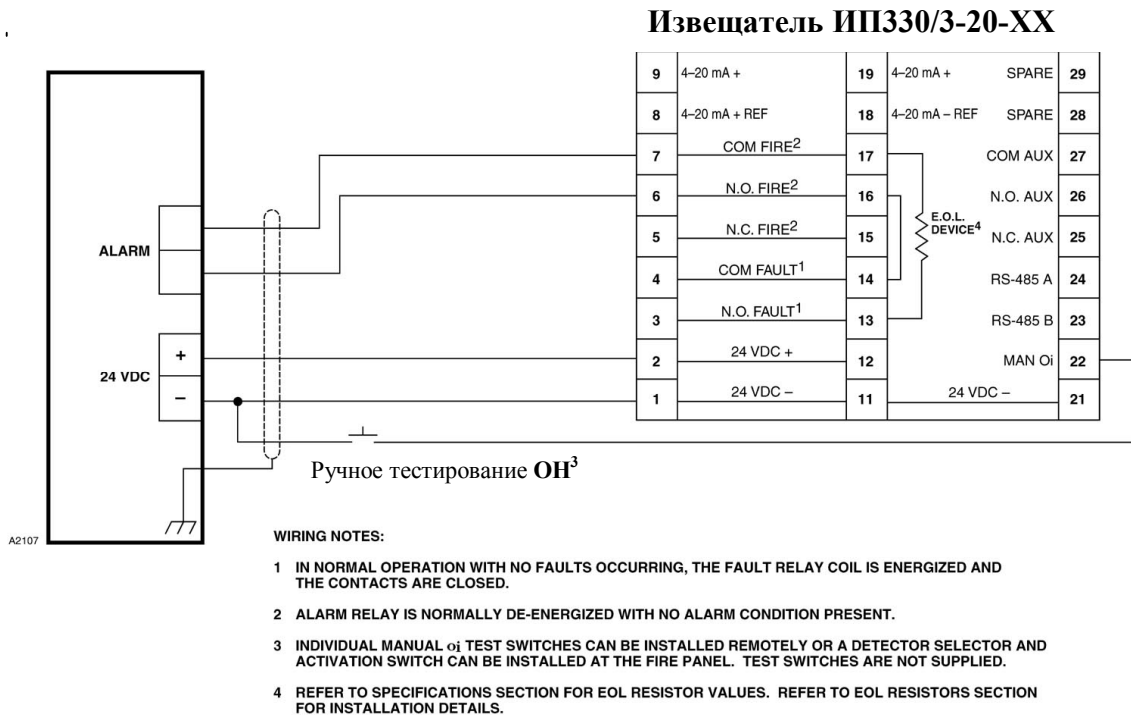 Извещатель ИП330/3-20-ХХ
9 4–20 mA + 19 4–20 mA + SPARE 29
8 4–20 mA + REF 18 4–20 mA – REF SPARE 28
7 COM FIRE2 17 COM AUX 27
6 N.O. FIRE2 16 N.O. AUX 26
E.O.L.
DEVICE4
5 N.C. FIRE2 15 N.C. AUX 25
ALARM
4 COM FAULT1 14 RS-485 A 24
3 N.O. FAULT1 13 RS-485 B 23
+ 2 24 VDC + 12 MAN Oi 22
24 VDC
– 1 24 VDC – 11 24 VDC – 21
Ручное тестирование ОН3
A2107
WIRING NOTES:
1 IN NORMAL OPERATION WITH NO FAULTS OCCURRING, THE FAULT RELAY COIL IS ENERGIZED AND
THE CONTACTS ARE CLOSED.
2 ALARM RELAY IS NORMALLY DE-ENERGIZED WITH NO ALARM CONDITION PRESENT.
3 INDIVIDUAL MANUAL oi TEST SWITCHES CAN BE INSTALLED REMOTELY OR A DETECTOR SELECTOR AND
ACTIVATION SWITCH CAN BE INSTALLED AT THE FIRE PANEL. TEST SWITCHES ARE NOT SUPPLIED.
4 REFER TO SPECIFICATIONS SECTION FOR EOL RESISTOR VALUES. REFER TO EOL RESISTORS SECTION
FOR INSTALLATION DETAILS.